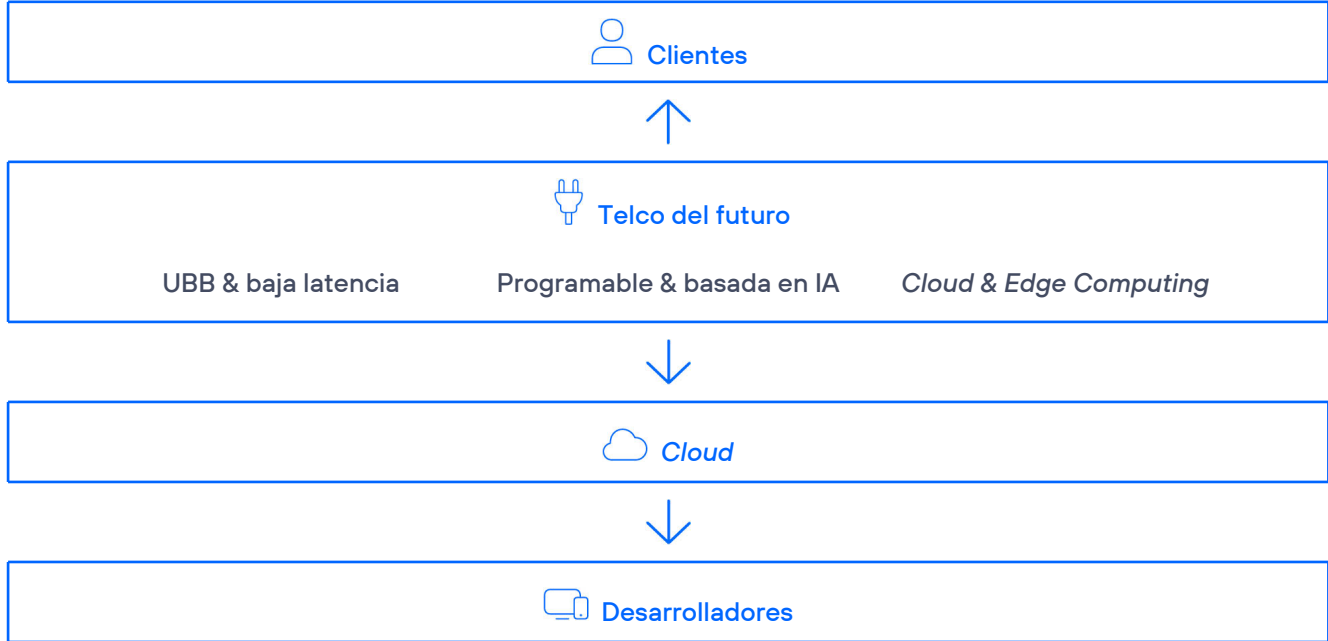 Clientes
Telco del futuro
UBB & baja latencia
Programable & basada en IA
Cloud & Edge Computing
Cloud
Desarrolladores